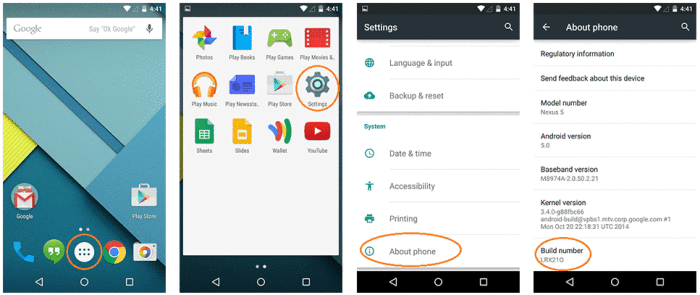 4:41
Google
Say "Ok Google"
Google
Play Store
4:41
Photos
Play Books
Play Games
Play Movies &..
Play Music
Play Newssta..
Play Store
Settings
Sheets
Slides
Wallet
YouTube
4:41
Settings
Language & input
Backup & reset
System
Date & time
Accessibility
Printing
About phone
4:41
About phone
Regulatory information
Send feedback about this device
Model number
Nexus 5
Android version
5.0
Baseband version
M8974A-2.0.50.2.21
Kernel version
3.4.0-g88fbc66
android-build@vpbs1.mtv.corp.google.com #1
Mon Oct 20 22:18:31 UTC 2014
Build number
LRX21O